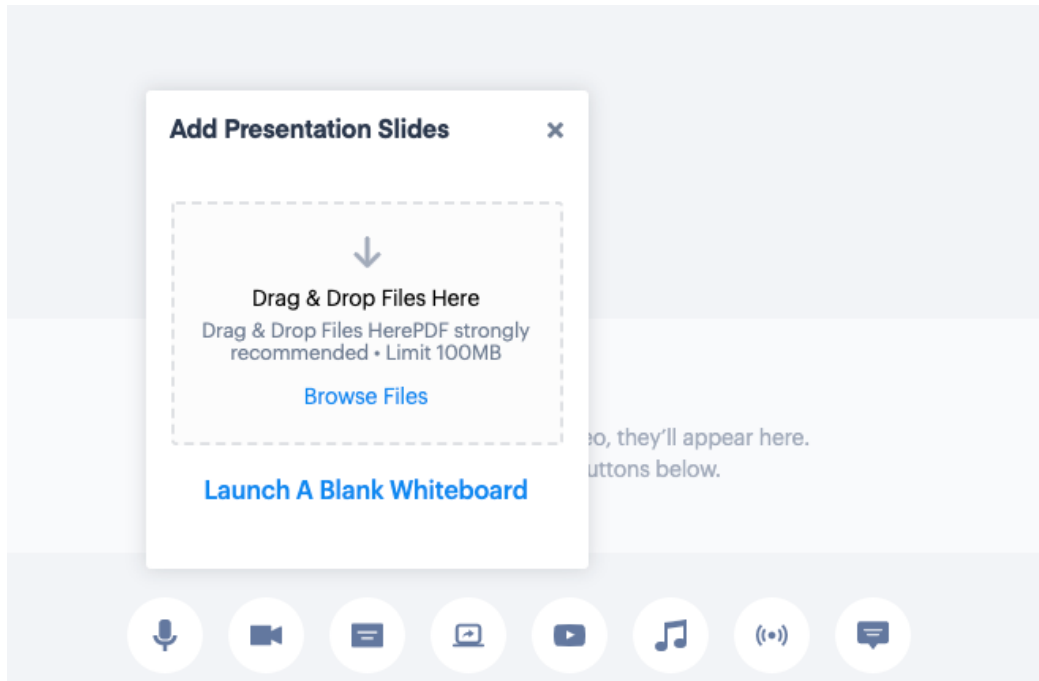 Add Presentation Slides
Drag & Drop Files Here
Drag & Drop Files HerePDF strongly
recommended • Limit 100MB
Browse Files
eo, they’ll appear here.
uttons below.
Launch A Blank Whiteboard